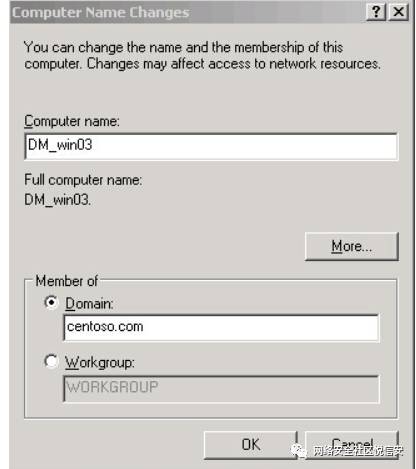 Computer Name Changes
You can change the name and the membership of this
computer. Changes may affect access to network resources.
Computer name:
DM_win03
Full computer name:
DM_win03.
More...
Member of
Domain:
centoso.com
Workgroup:
WORKGROUP
OK
Cancel
网络安全社区悦信安